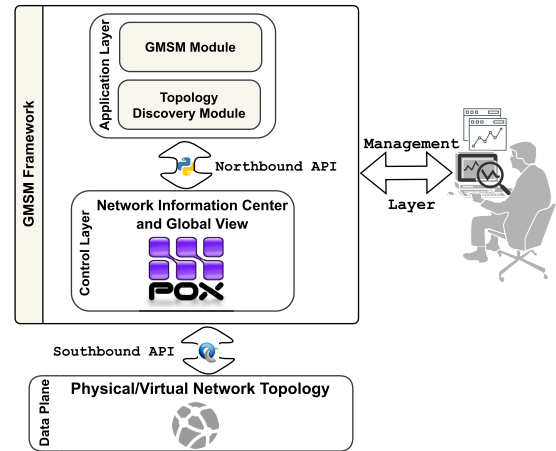 GMSM Framework
Application Layer
GMSM Module
Topology
Discovery Module
Northbound API
Control Layer
Network Information Center
and Global View
POX
Management
Layer
Southbound API
Data Plane
Physical/Virtual Network Topology